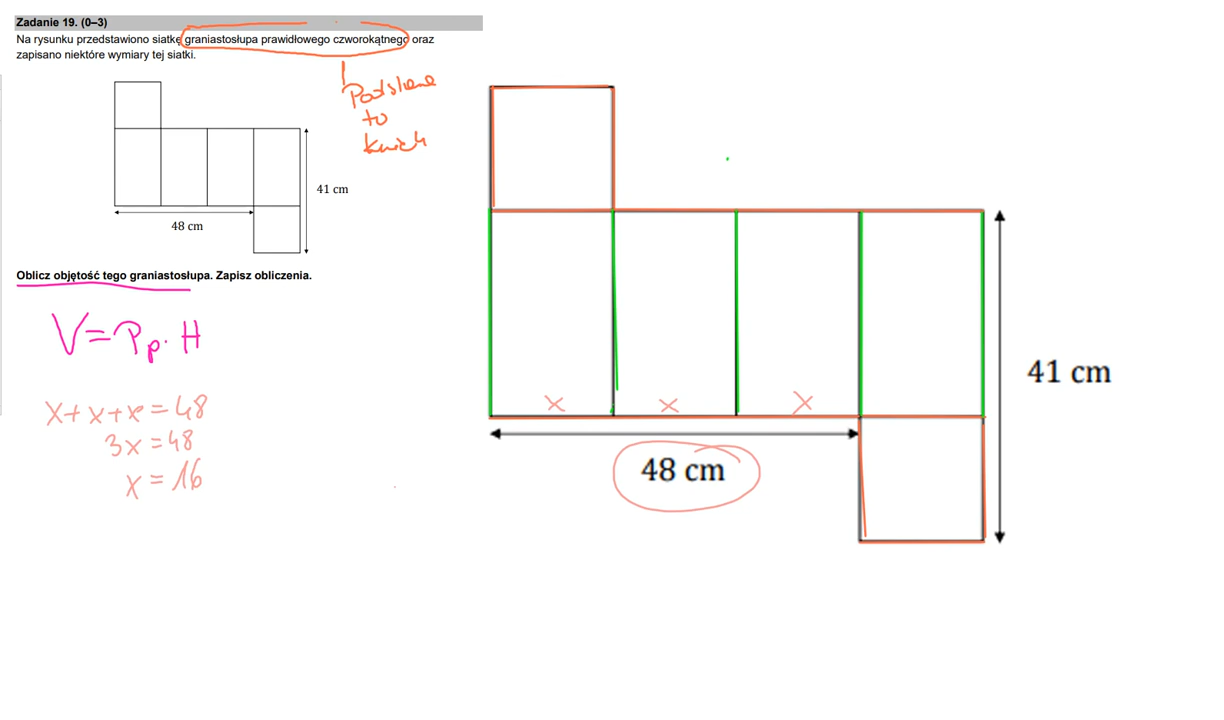 Zadanie 19. (0–3)
Na rysunku przedstawiono siatkę graniastosłupa prawidłowego czworokątnego oraz
zapisano niektóre wymiary tej siatki.
Podstawa
to
kwadr
41 cm
48 cm
Oblicz objętość tego graniastosłupa. Zapisz obliczenia.
V = Pp · H
x + x + x = 48
3x = 48
x = 16
x x x
48 cm
41 cm